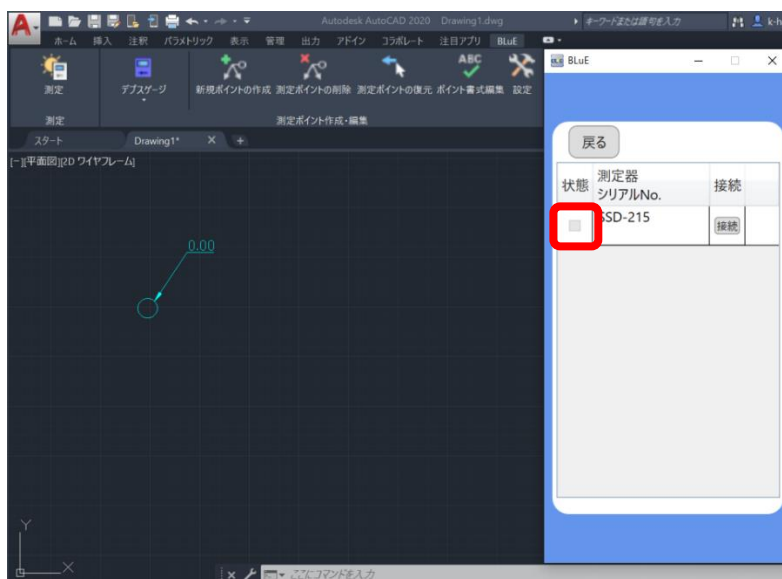 Autodesk AutoCAD 2020 Drawing1.dwg
キーワードまたは語句を入力
ホーム 挿入 注釈 パラメトリック 表示 管理 出力 アドイン コラボレート 注目アプリ BLuE
測定 デプスゲージ 新規ポイントの作成 測定ポイントの削除 測定ポイントの復元 ABC ポイント書式編集 設定
測定 測定ポイント作成・編集
スタート Drawing1* × +
[−][平面図][2D ワイヤフレーム]
0.00
Y
X
ここにコマンドを入力
BLuE
戻る
状態 測定器 接続
シリアルNo.
SSD-215 接続